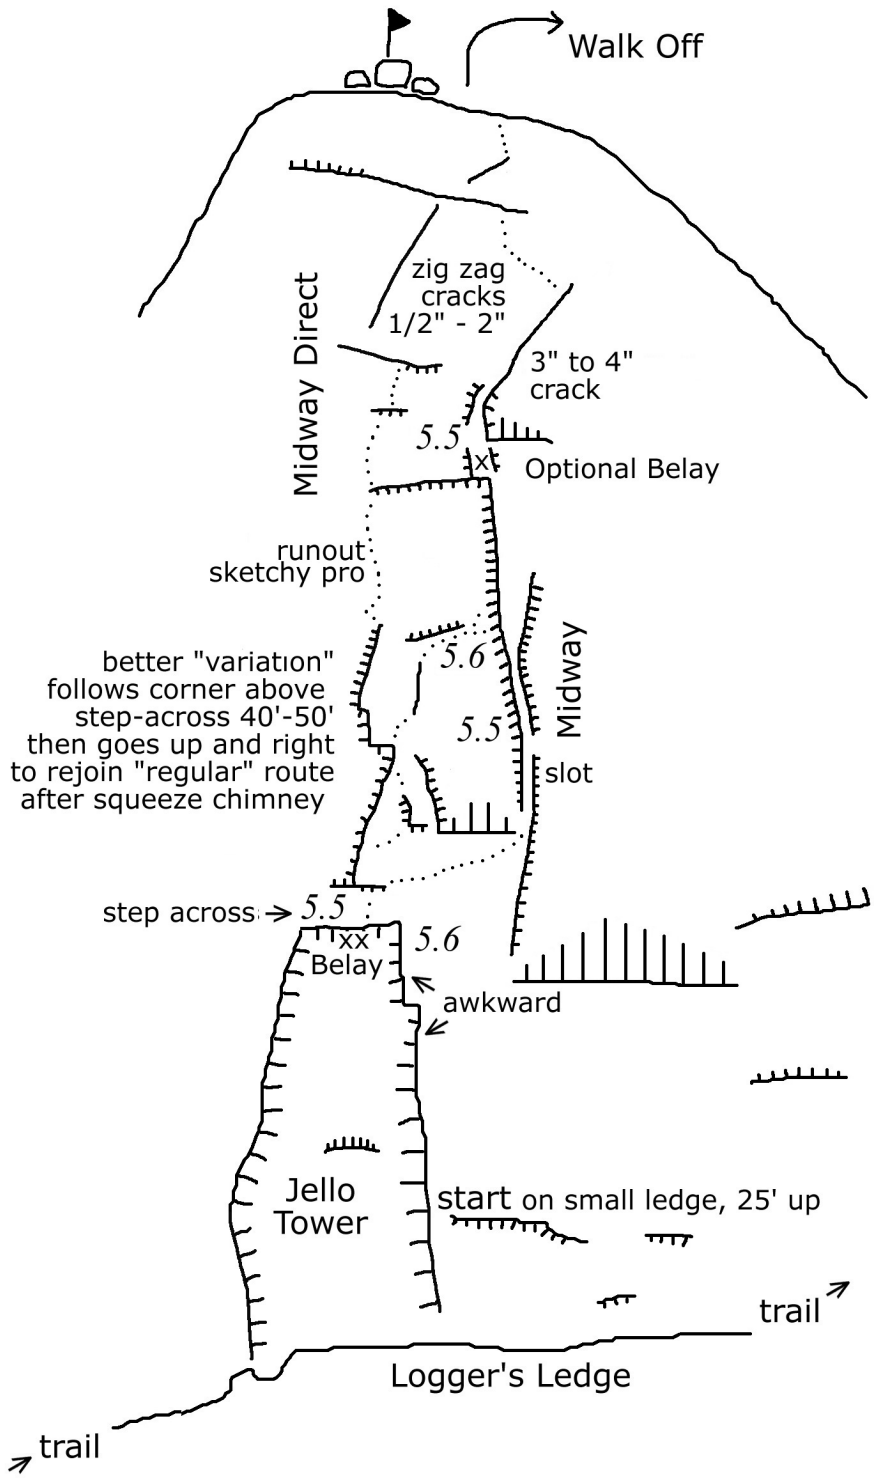 Walk Off
zig zag
cracks
1/2" - 2"
Midway Direct
3" to 4"
crack
5.5
x
Optional Belay
runout
sketchy pro
better "variation"
follows corner above
step-across 40'-50'
then goes up and right
to rejoin "regular" route
after squeeze chimney
5.6
Midway
5.5
slot
step across
5.5
xx
Belay
5.6
awkward
Jello
Tower
start on small ledge, 25' up
trail
Logger's Ledge
trail